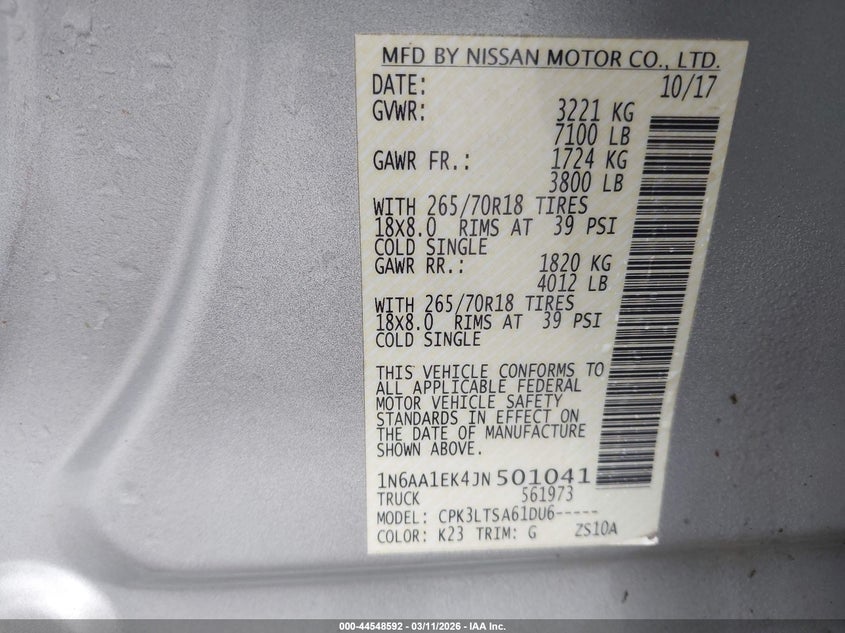 MFD BY NISSAN MOTOR CO., LTD.
DATE: 10/17
GVWR: 3221 KG
7100 LB
GAWR FR.: 1724 KG
3800 LB
WITH 265/70R18 TIRES
18X8.0 RIMS AT 39 PSI
COLD SINGLE
GAWR RR.: 1820 KG
4012 LB
WITH 265/70R18 TIRES
18X8.0 RIMS AT 39 PSI
COLD SINGLE
THIS VEHICLE CONFORMS TO
ALL APPLICABLE FEDERAL
MOTOR VEHICLE SAFETY
STANDARDS IN EFFECT ON
THE DATE OF MANUFACTURE
SHOWN ABOVE.
1N6AA1EK4JN501041
TRUCK 561973
MODEL: CPK3LTSA61DU6-----
COLOR: K23 TRIM: G ZS10A
000-44548592 - 03/11/2026 - IAA Inc.